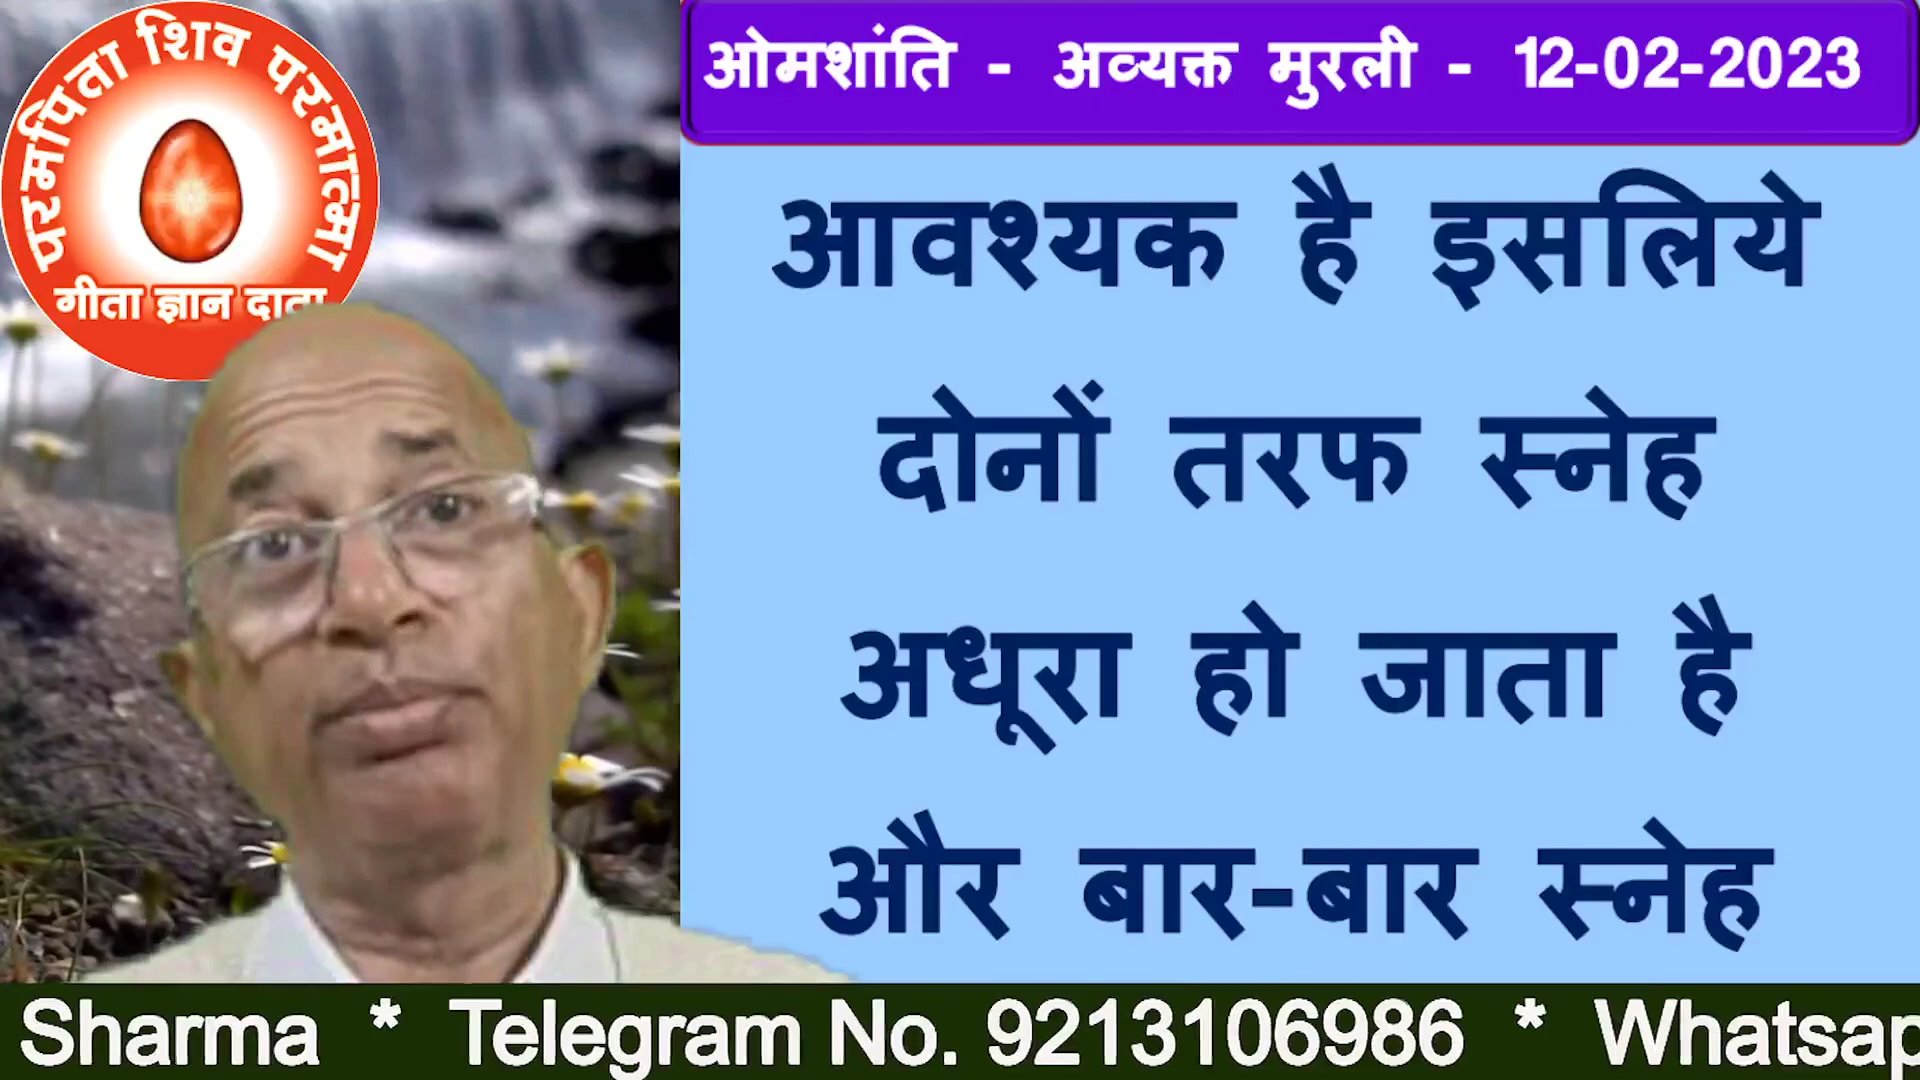 परमपिता शिव परमात्मा
गीता ज्ञान दाता
ओमशांति - अव्यक्त मुरली - 12-02-2023
आवश्यक है इसलिये
दोनों तरफ स्नेह
अधूरा हो जाता है
और बार-बार स्नेह
Sharma * Telegram No. 9213106986 * Whatsap